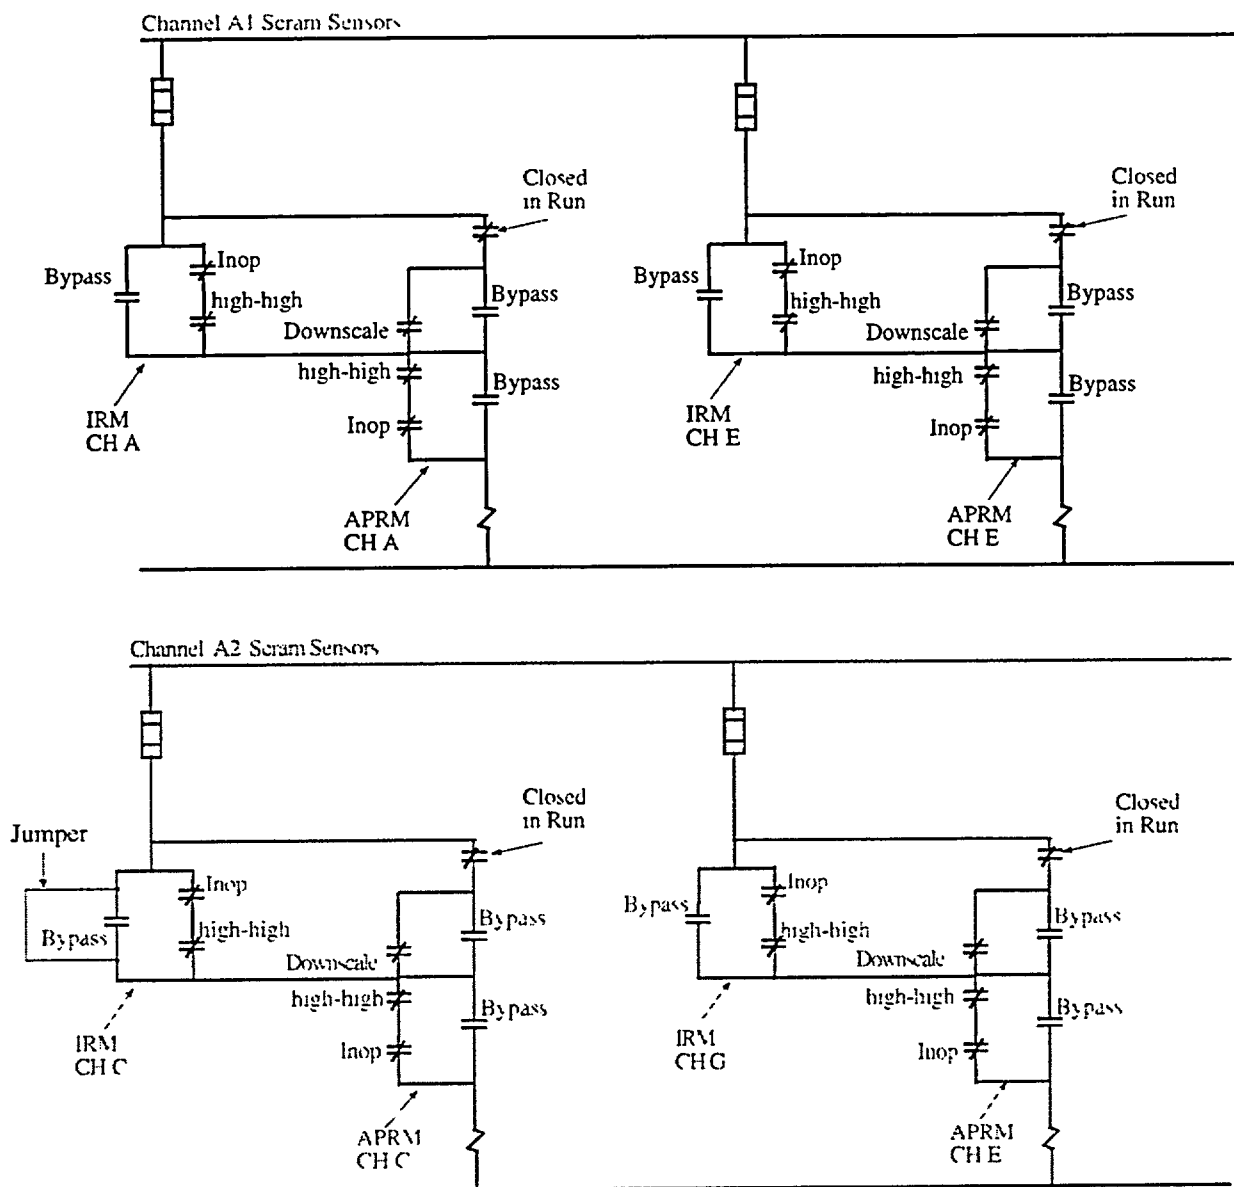 Channel A1 Scram Sensors
Closed
in Run
Bypass
Inop
high-high
Downscale
Bypass
high-high
Bypass
Inop
IRM
CH A
APRM
CH A
Closed
in Run
Bypass
Inop
high-high
Downscale
Bypass
high-high
Bypass
Inop
IRM
CH E
APRM
CH E
Channel A2 Scram Sensors
Closed
in Run
Jumper
Bypass
Inop
high-high
Downscale
Bypass
high-high
Bypass
Inop
IRM
CH C
APRM
CH C
Closed
in Run
Bypass
Inop
high-high
Downscale
Bypass
high-high
Bypass
Inop
IRM
CH G
APRM
CH E